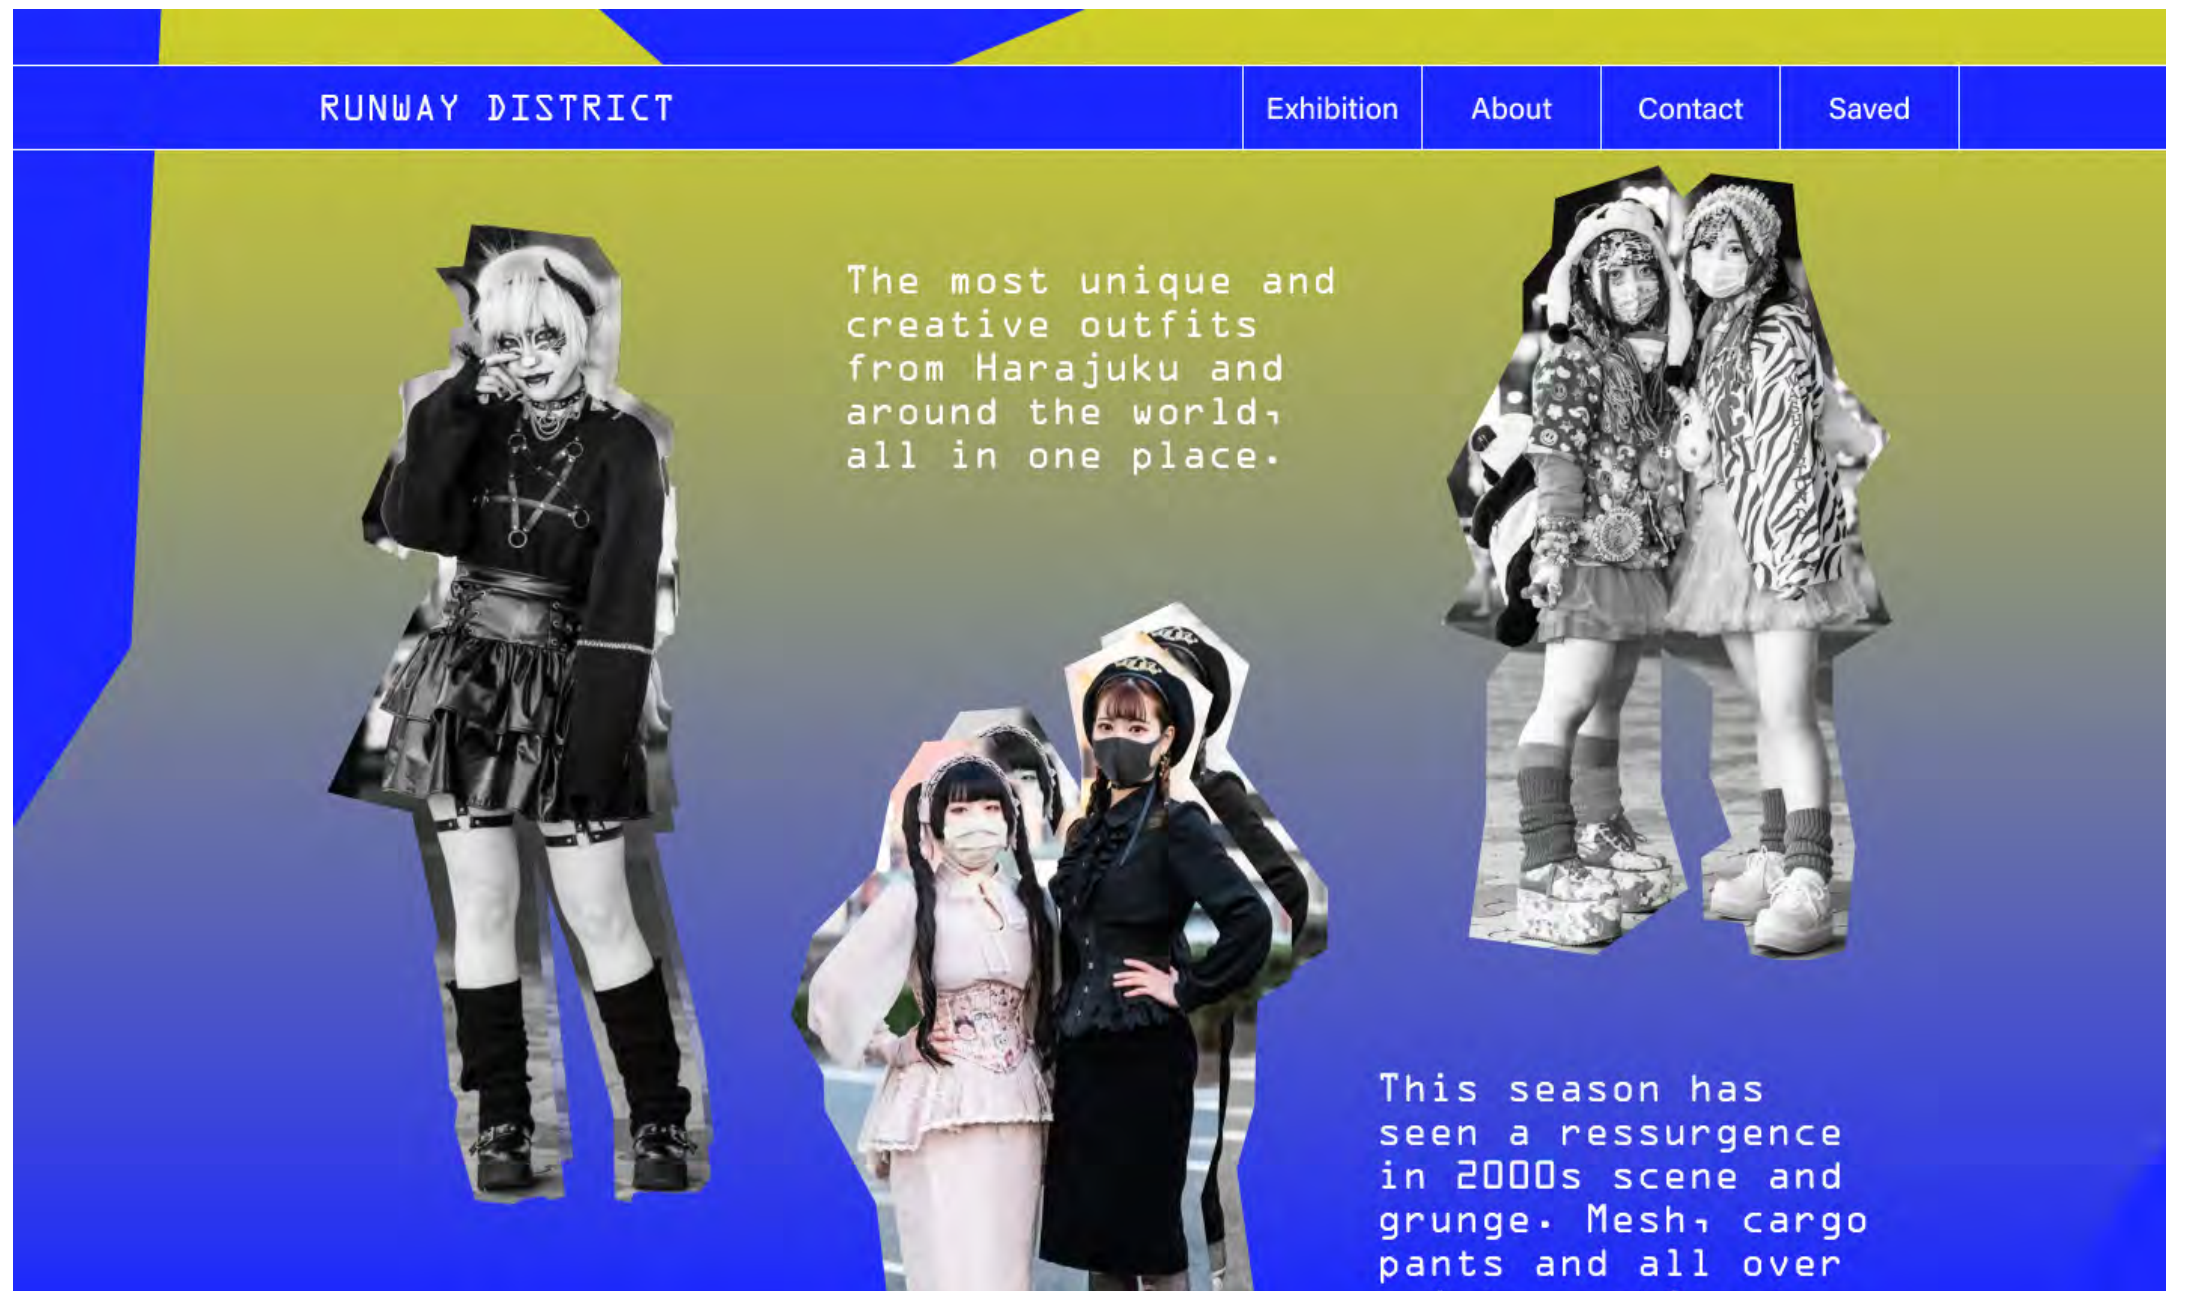 RUNWAY DISTRICT
Exhibition
About
Contact
Saved
The most unique and
creative outfits
from Harajuku and
around the world,
all in one place.
This season has
seen a ressurgence
in 2000s scene and
grunge. Mesh, cargo
pants and all over